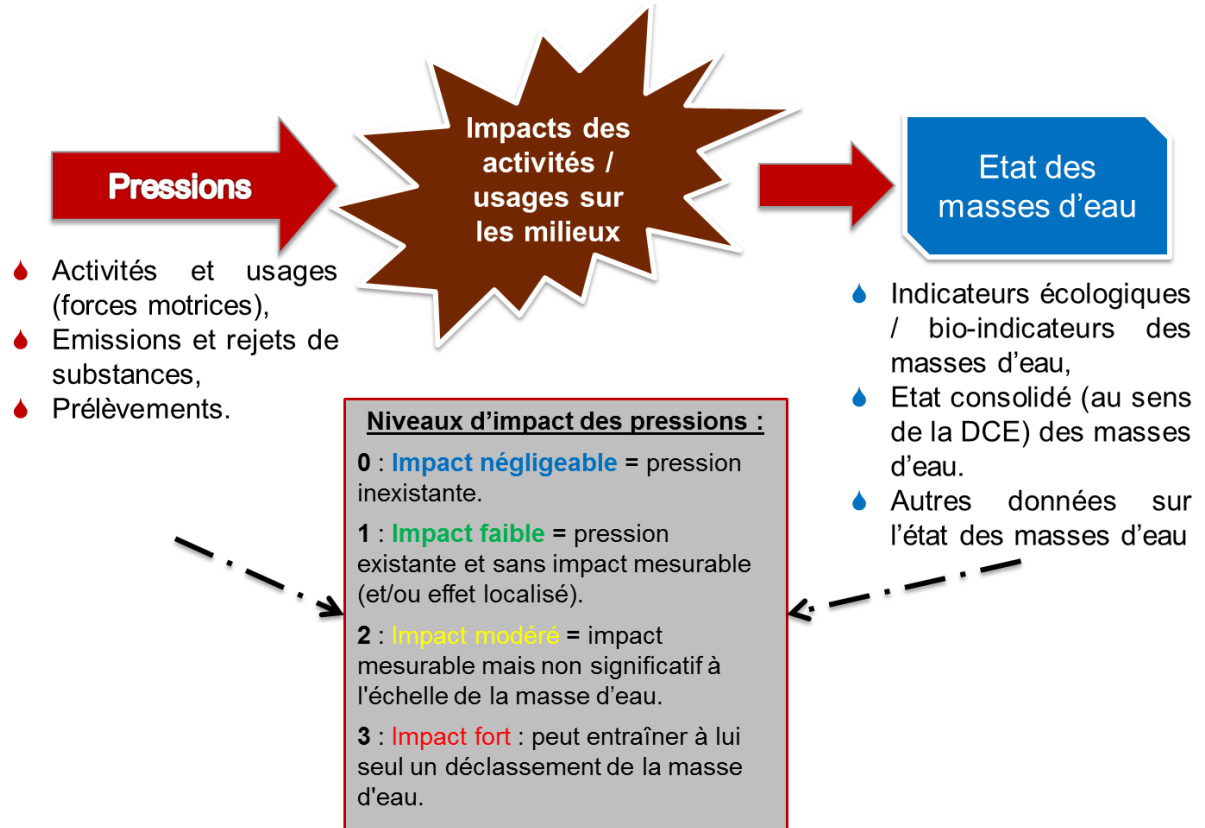 Pressions
Activités et usages
(forces motrices),
Emissions et rejets de
substances,
Prélèvements.
Impacts des
activités /
usages sur
les milieux
Etat des
masses d’eau
Indicateurs écologiques
/ bio-indicateurs des
masses d’eau,
Etat consolidé (au sens
de la DCE) des masses
d’eau.
Autres données sur
l’état des masses d’eau
Niveaux d’impact des pressions :
0 : Impact négligeable = pression
inexistante.
1 : Impact faible = pression
existante et sans impact mesurable
(et/ou effet localisé).
2 : Impact modéré = impact
mesurable mais non significatif à
l'échelle de la masse d’eau.
3 : Impact fort : peut entraîner à lui
seul un déclassement de la masse
d'eau.